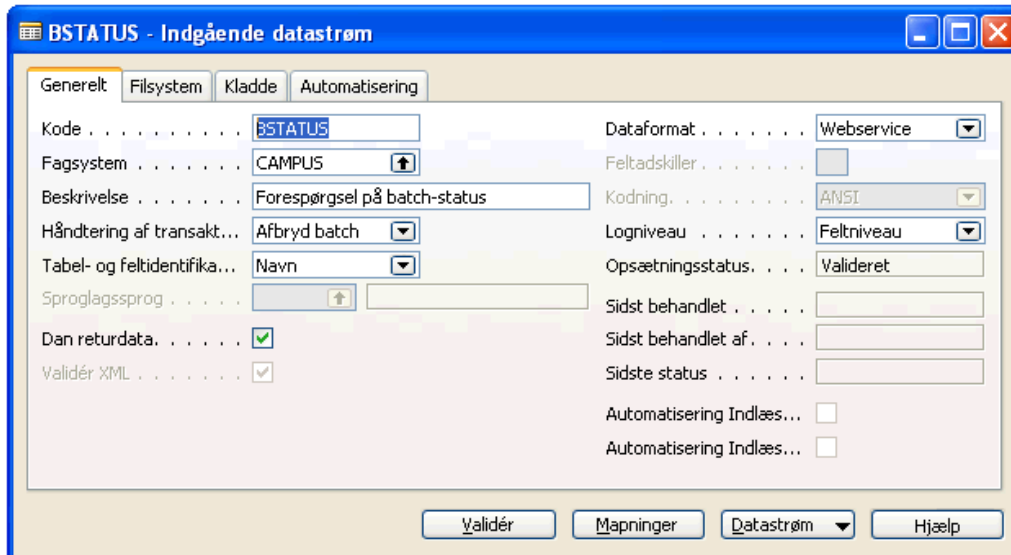 BSTATUS - Indgående datastrøm
Generelt Filsystem Kladde Automatisering
Kode . . . . . . . . . . BSTATUS
Fagsystem . . . . . . . CAMPUS
Beskrivelse . . . . . . . Forespørgsel på batch-status
Håndtering af transakt... Afbryd batch
Tabel- og feltidentifika... Navn
Sproglagssprog . . . . .
Dan returdata. . . . . .
Validér XML . . . . . . .
Dataformat . . . . . . . Webservice
Feltadskiller . . . . . . .
Kodning. . . . . . . . . ANSI
Logniveau . . . . . . . Feltniveau
Opsætningsstatus. . . . Valideret
Sidst behandlet . . . . .
Sidst behandlet af. . . .
Sidste status . . . . . .
Automatisering Indlæs...
Automatisering Indlæs...
Validér Mapninger Datastrøm Hjælp